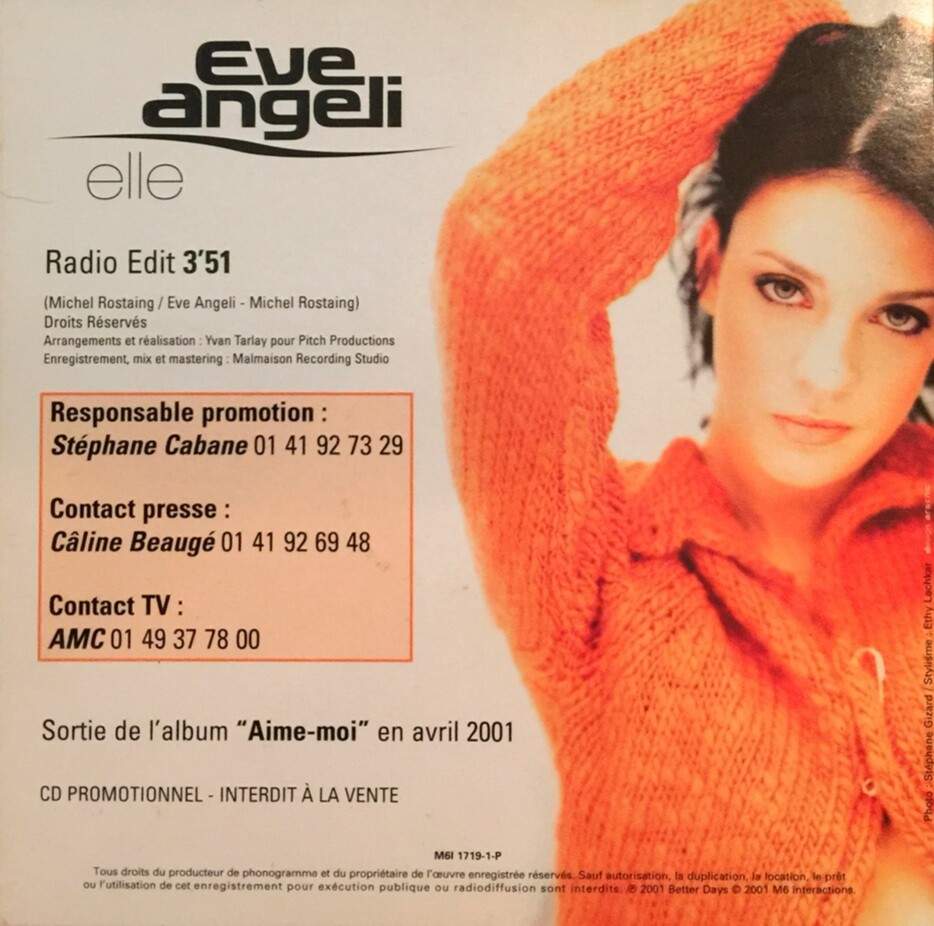 Eve
angeli
elle
Radio Edit 3'51
(Michel Rostaing / Eve Angeli - Michel Rostaing)
Droits Réservés
Arrangements et réalisation : Yvan Tarlay pour Pitch Productions
Enregistrement, mix et mastering : Malmaison Recording Studio
Responsable promotion :
Stéphane Cabane 01 41 92 73 29
Contact presse :
Câline Beaugé 01 41 92 69 48
Contact TV :
AMC 01 49 37 78 00
Sortie de l'album "Aime-moi" en avril 2001
CD PROMOTIONNEL - INTERDIT À LA VENTE
M6I 1719-1-P
Tous droits du producteur de phonogramme et du propriétaire de l'œuvre enregistrée réservés. Sauf autorisation, la duplication, la location, le prêt
ou l'utilisation de cet enregistrement pour exécution publique ou radiodiffusion sont interdits. ℗ 2001 Better Days © 2001 M6 Interactions.
Photo : Stéphane Gizard / Stylisme : Ethy Lachkar